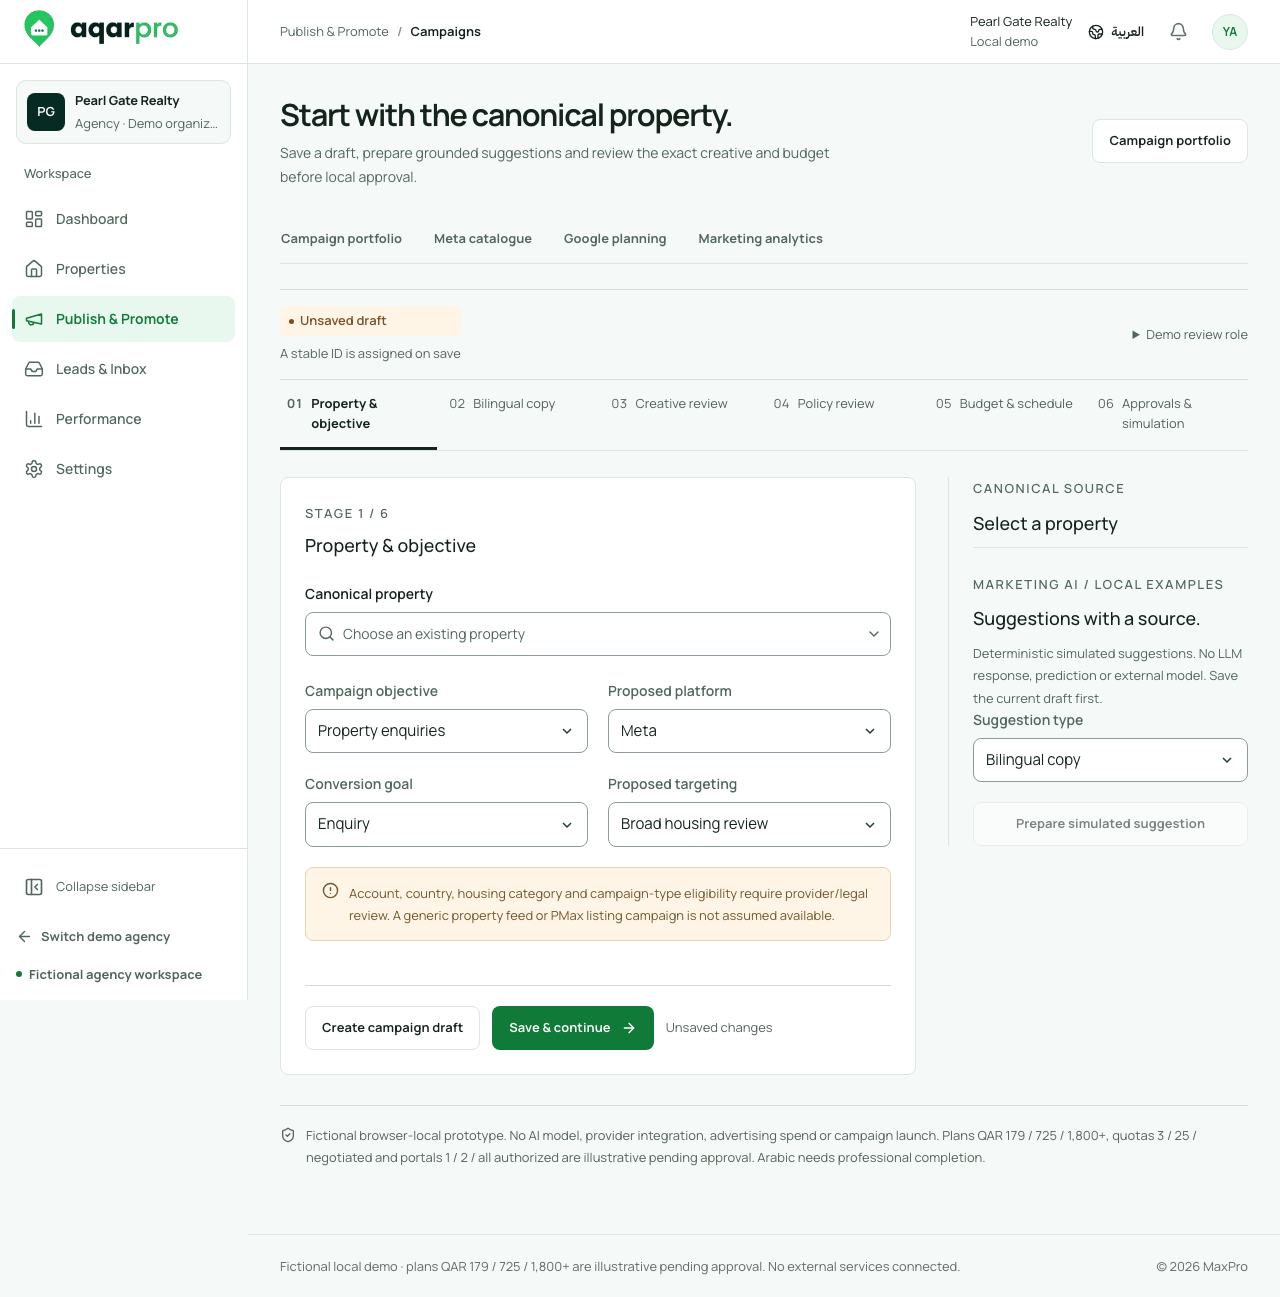 aqarpro
Publish & Promote / Campaigns
Pearl Gate Realty
Local demo
العربية
YA
PG
Pearl Gate Realty
Agency · Demo organiz...
Workspace
Dashboard
Properties
Publish & Promote
Leads & Inbox
Performance
Settings
Collapse sidebar
Switch demo agency
Fictional agency workspace
Start with the canonical property.
Save a draft, prepare grounded suggestions and review the exact creative and budget
before local approval.
Campaign portfolio
Campaign portfolio
Meta catalogue
Google planning
Marketing analytics
Unsaved draft
A stable ID is assigned on save
Demo review role
01 Property &
objective
02 Bilingual copy
03 Creative review
04 Policy review
05 Budget & schedule
06 Approvals &
simulation
STAGE 1 / 6
Property & objective
Canonical property
Choose an existing property
Campaign objective
Proposed platform
Property enquiries
Meta
Conversion goal
Proposed targeting
Enquiry
Broad housing review
Account, country, housing category and campaign-type eligibility require provider/legal
review. A generic property feed or PMax listing campaign is not assumed available.
Create campaign draft
Save & continue
Unsaved changes
CANONICAL SOURCE
Select a property
MARKETING AI / LOCAL EXAMPLES
Suggestions with a source.
Deterministic simulated suggestions. No LLM
response, prediction or external model. Save
the current draft first.
Suggestion type
Bilingual copy
Prepare simulated suggestion
Fictional browser-local prototype. No AI model, provider integration, advertising spend or campaign launch. Plans QAR 179 / 725 / 1,800+, quotas 3 / 25 /
negotiated and portals 1 / 2 / all authorized are illustrative pending approval. Arabic needs professional completion.
Fictional local demo · plans QAR 179 / 725 / 1,800+ are illustrative pending approval. No external services connected.
© 2026 MaxPro